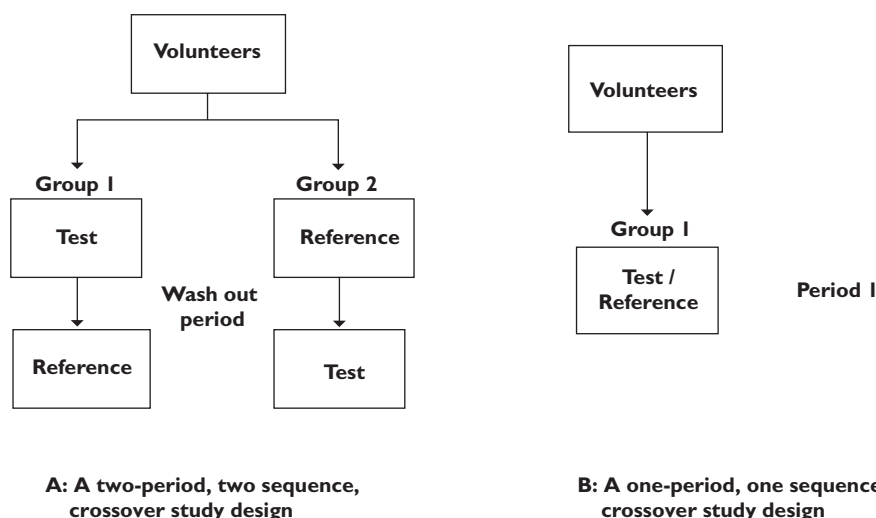 Volunteers
Group 1
Group 2
Test
Reference
Wash out
period
Reference
Test
A: A two-period, two sequence,
crossover study design
Volunteers
Group 1
Test /
Reference
Period 1
B: A one-period, one sequence
crossover study design